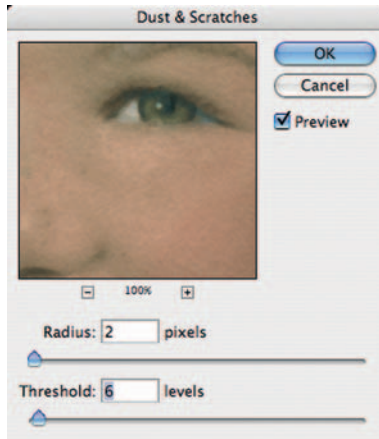 Dust & Scratches
OK
Cancel
Preview
100%
Radius: 2 pixels
Threshold: 6 levels